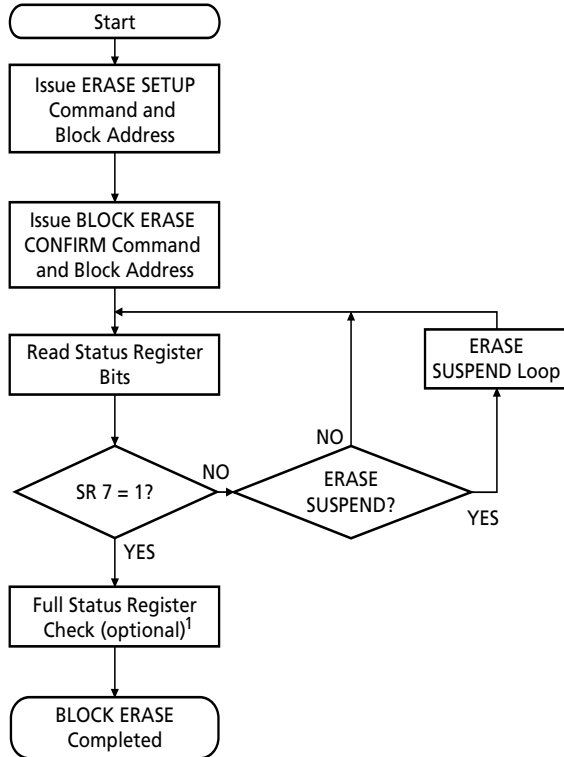 Start
Issue ERASE SETUP
Command and
Block Address
Issue BLOCK ERASE
CONFIRM Command
and Block Address
Read Status Register
Bits
ERASE
SUSPEND Loop
NO
NO
SR 7 = 1?
ERASE
SUSPEND?
YES
YES
Full Status Register
Check (optional)1
BLOCK ERASE
Completed